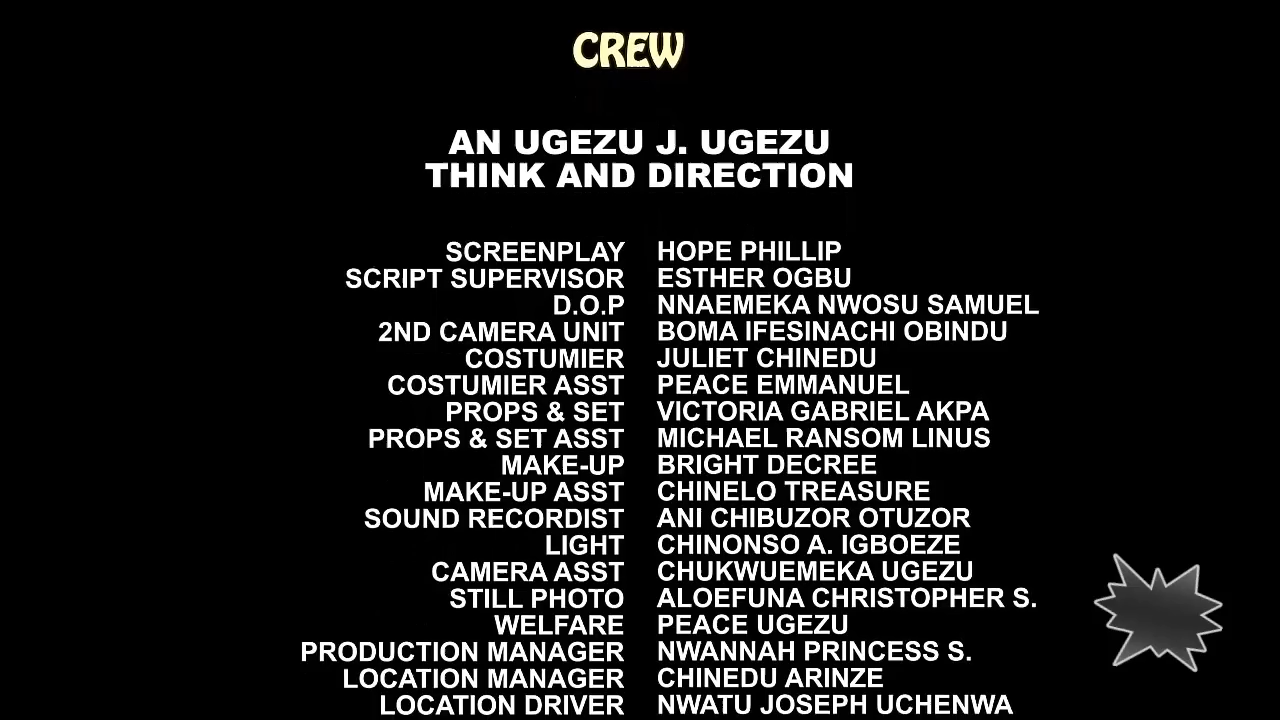 CREW
AN UGEZU J. UGEZU
THINK AND DIRECTION
SCREENPLAY HOPE PHILLIP
SCRIPT SUPERVISOR ESTHER OGBU
D.O.P NNAEMEKA NWOSU SAMUEL
2ND CAMERA UNIT BOMA IFESINACHI OBINDU
COSTUMIER JULIET CHINEDU
COSTUMIER ASST PEACE EMMANUEL
PROPS & SET VICTORIA GABRIEL AKPA
PROPS & SET ASST MICHAEL RANSOM LINUS
MAKE-UP BRIGHT DECREE
MAKE-UP ASST CHINELO TREASURE
SOUND RECORDIST ANI CHIBUZOR OTUZOR
LIGHT CHINONSO A. IGBOEZE
CAMERA ASST CHUKWUEMEKA UGEZU
STILL PHOTO ALOEFUNA CHRISTOPHER S.
WELFARE PEACE UGEZU
PRODUCTION MANAGER NWANNAH PRINCESS S.
LOCATION MANAGER CHINEDU ARINZE
LOCATION DRIVER NWATU JOSEPH UCHENWA